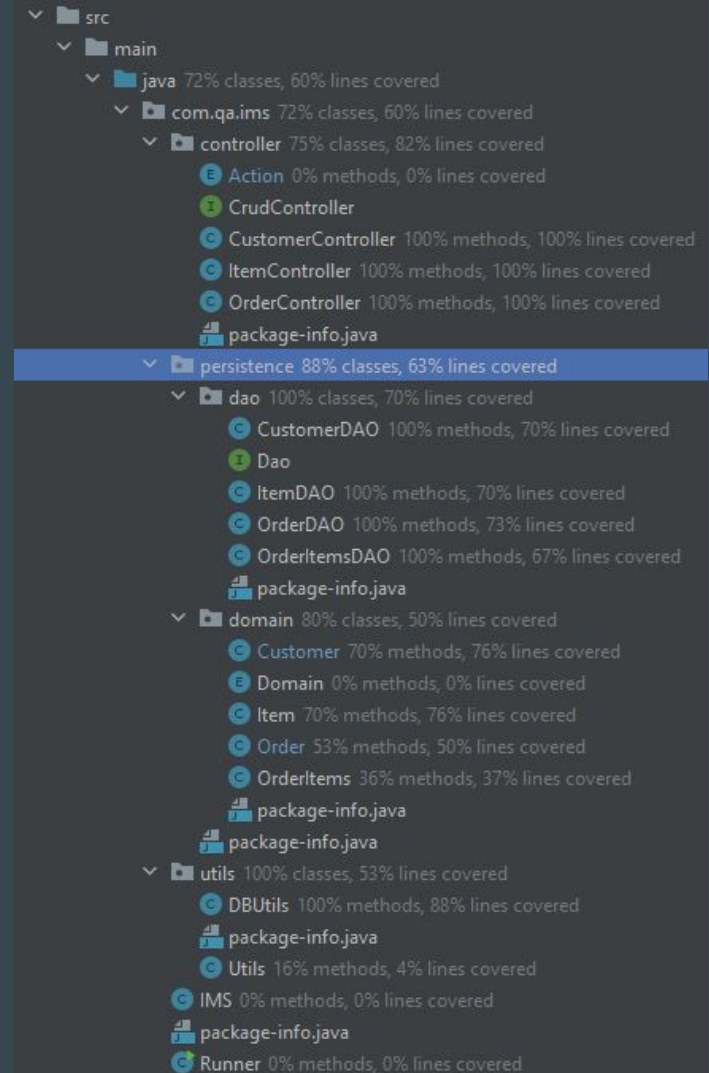 src
main
java 72% classes, 60% lines covered
com.qa.ims 72% classes, 60% lines covered
controller 75% classes, 82% lines covered
E Action 0% methods, 0% lines covered
I CrudController
C CustomerController 100% methods, 100% lines covered
C ItemController 100% methods, 100% lines covered
C OrderController 100% methods, 100% lines covered
package-info.java
persistence 88% classes, 63% lines covered
dao 100% classes, 70% lines covered
C CustomerDAO 100% methods, 70% lines covered
I Dao
C ItemDAO 100% methods, 70% lines covered
C OrderDAO 100% methods, 73% lines covered
C OrderItemsDAO 100% methods, 67% lines covered
package-info.java
domain 80% classes, 50% lines covered
C Customer 70% methods, 76% lines covered
E Domain 0% methods, 0% lines covered
C Item 70% methods, 76% lines covered
C Order 53% methods, 50% lines covered
C OrderItems 36% methods, 37% lines covered
package-info.java
package-info.java
utils 100% classes, 53% lines covered
C DBUtils 100% methods, 88% lines covered
package-info.java
C Utils 16% methods, 4% lines covered
C IMS 0% methods, 0% lines covered
package-info.java
C Runner 0% methods, 0% lines covered